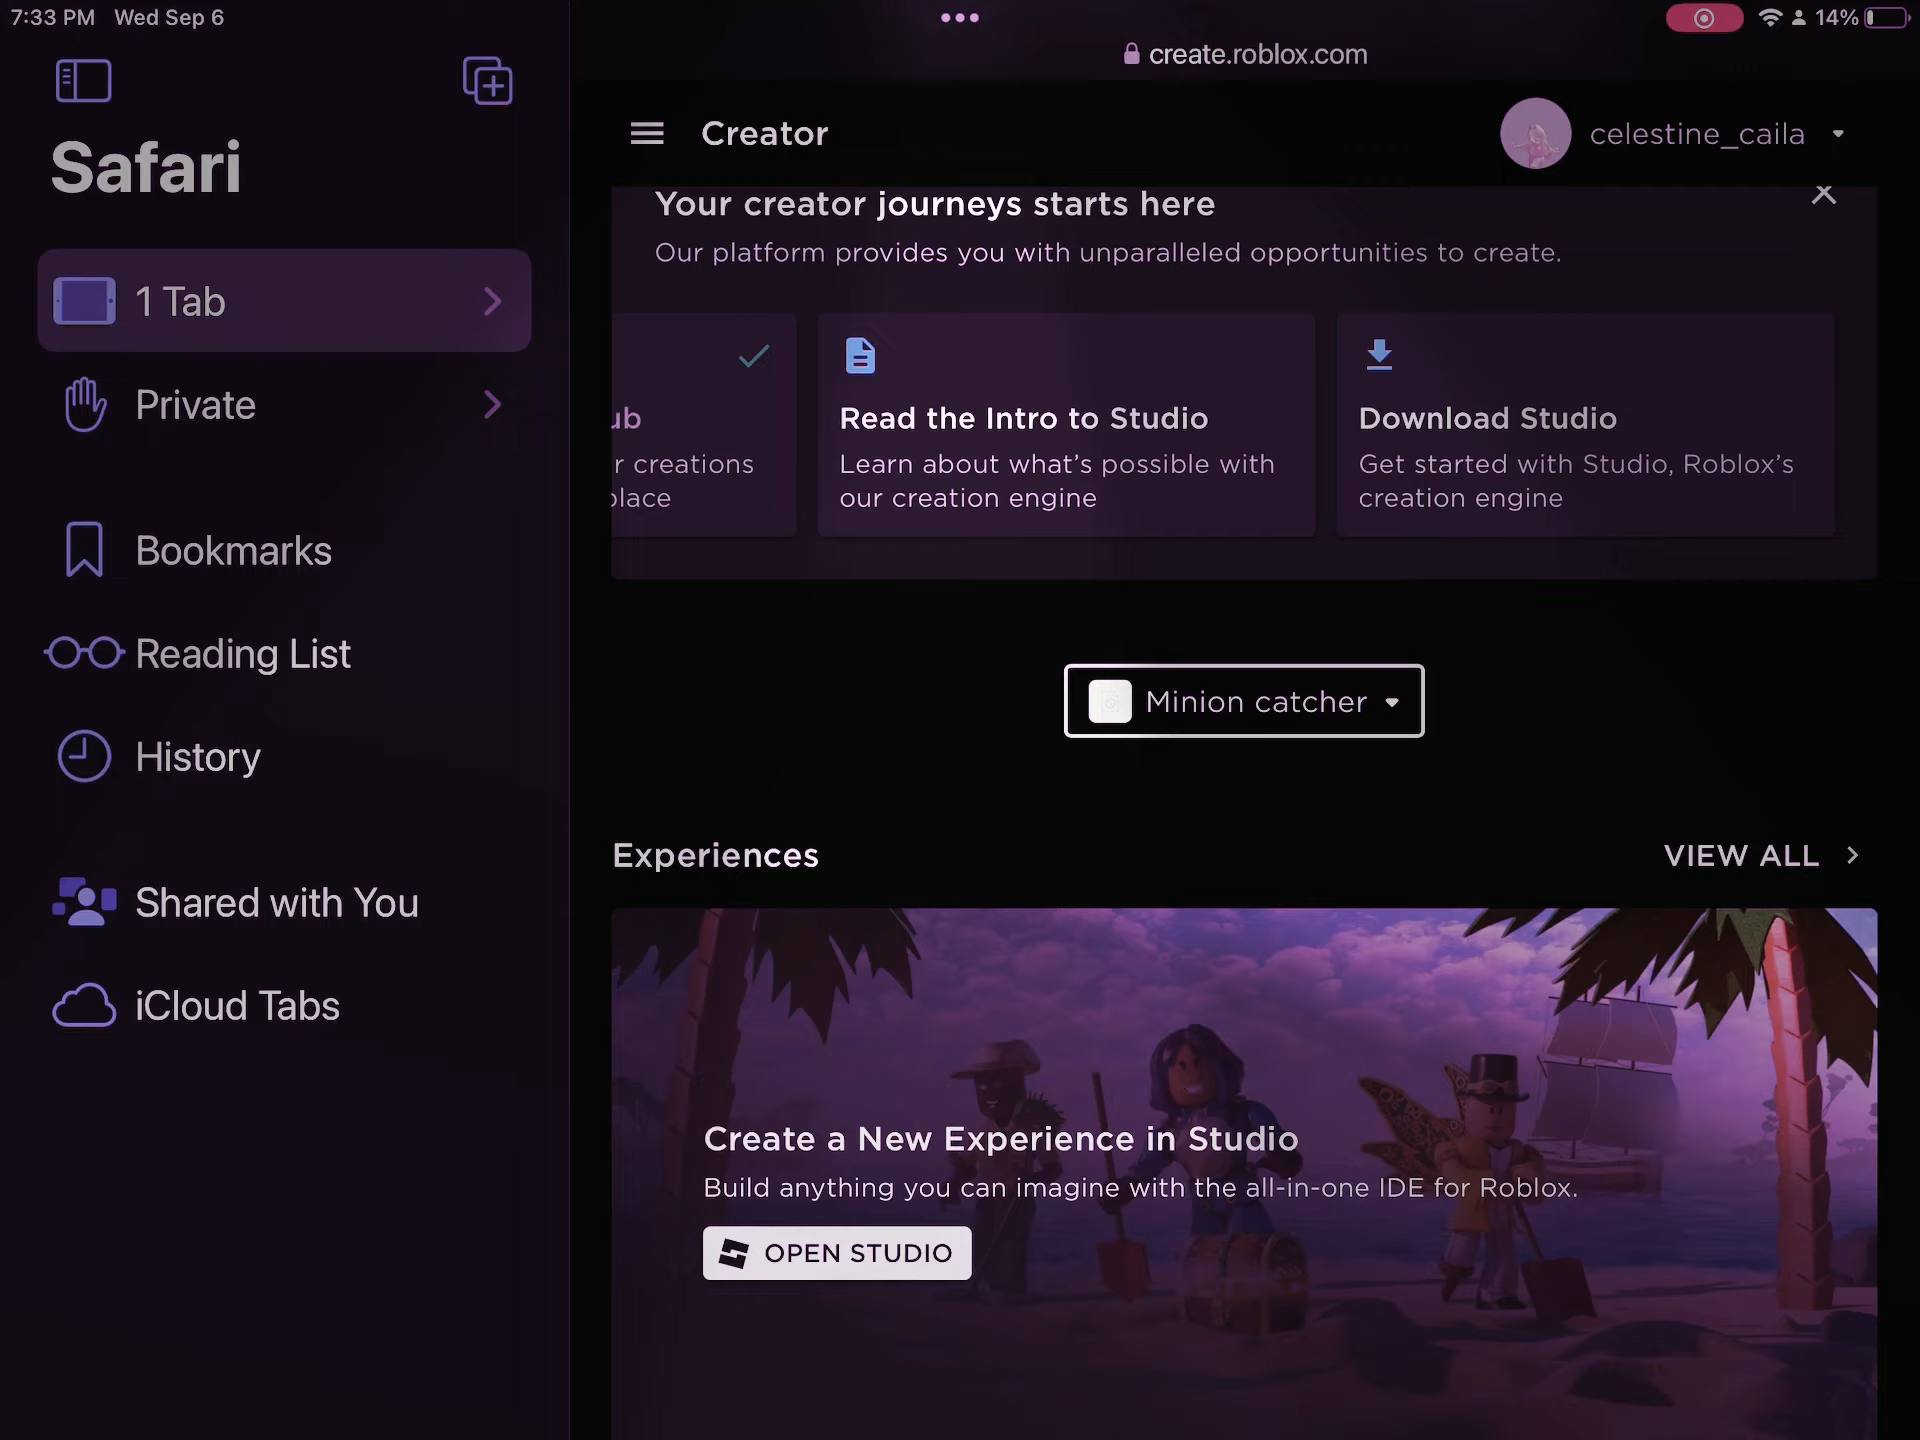 7:33 PM Wed Sep 6
14%
Safari
1 Tab
Private
Bookmarks
Reading List
History
Shared with You
iCloud Tabs
create.roblox.com
Creator
celestine_caila
Your creator journeys starts here
Our platform provides you with unparalleled opportunities to create.
ub
r creations
place
Read the Intro to Studio
Learn about what's possible with
our creation engine
Download Studio
Get started with Studio, Roblox's
creation engine
Minion catcher
Experiences
VIEW ALL
Create a New Experience in Studio
Build anything you can imagine with the all-in-one IDE for Roblox.
OPEN STUDIO